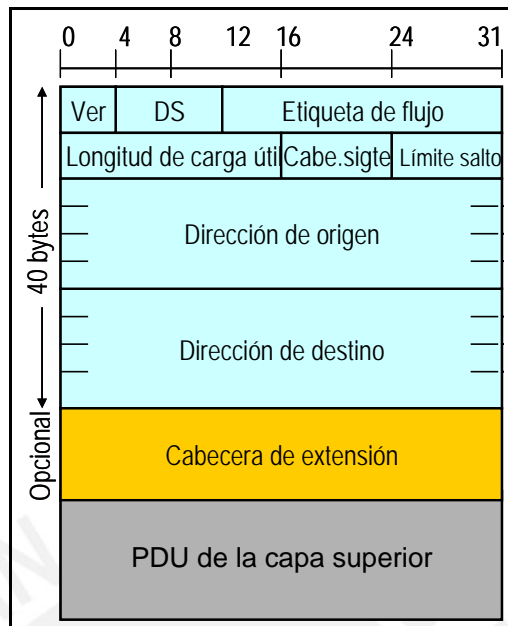 0 4 8 12 16 24 31
Ver DS Etiqueta de flujo
Longitud de carga útil Cabe.sigte Límite salto
Dirección de origen
40 bytes
Dirección de destino
Opcional
Cabecera de extensión
PDU de la capa superior